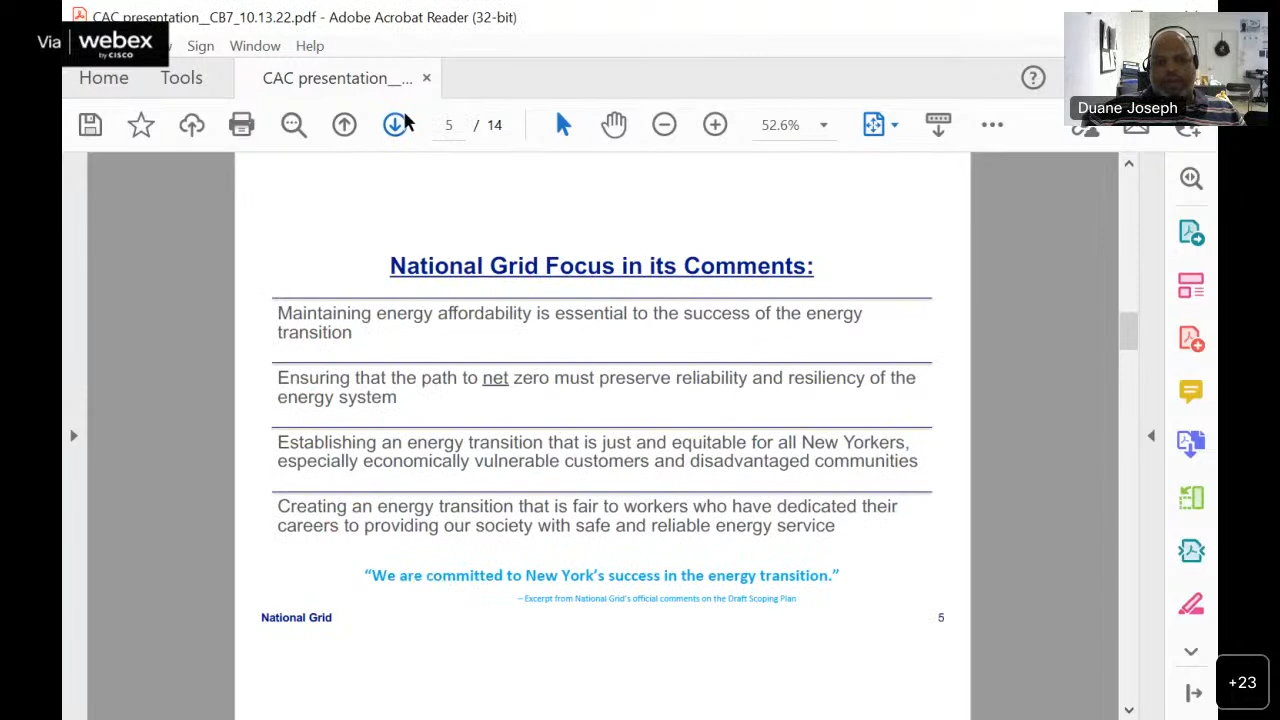 CAC presentation__CB7_10.13.22.pdf - Adobe Acrobat Reader (32-bit)
Via webex
by CISCO
Sign Window Help
Home Tools CAC presentation__... ×
Duane Joseph
5 / 14 52.6%
National Grid Focus in its Comments:
Maintaining energy affordability is essential to the success of the energy
transition
Ensuring that the path to net zero must preserve reliability and resiliency of the
energy system
Establishing an energy transition that is just and equitable for all New Yorkers,
especially economically vulnerable customers and disadvantaged communities
Creating an energy transition that is fair to workers who have dedicated their
careers to providing our society with safe and reliable energy service
“We are committed to New York’s success in the energy transition.”
– Excerpt from National Grid's official comments on the Draft Scoping Plan
National Grid 5
+23